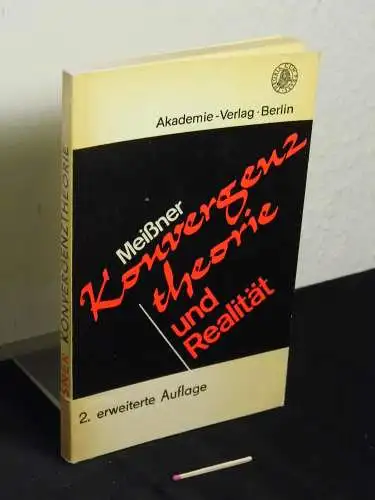 Akademie-Verlag · Berlin
Meißner
Konvergenz
theorie
und
Realität
2. erweiterte Auflage
KONVERGENZTHEORIE